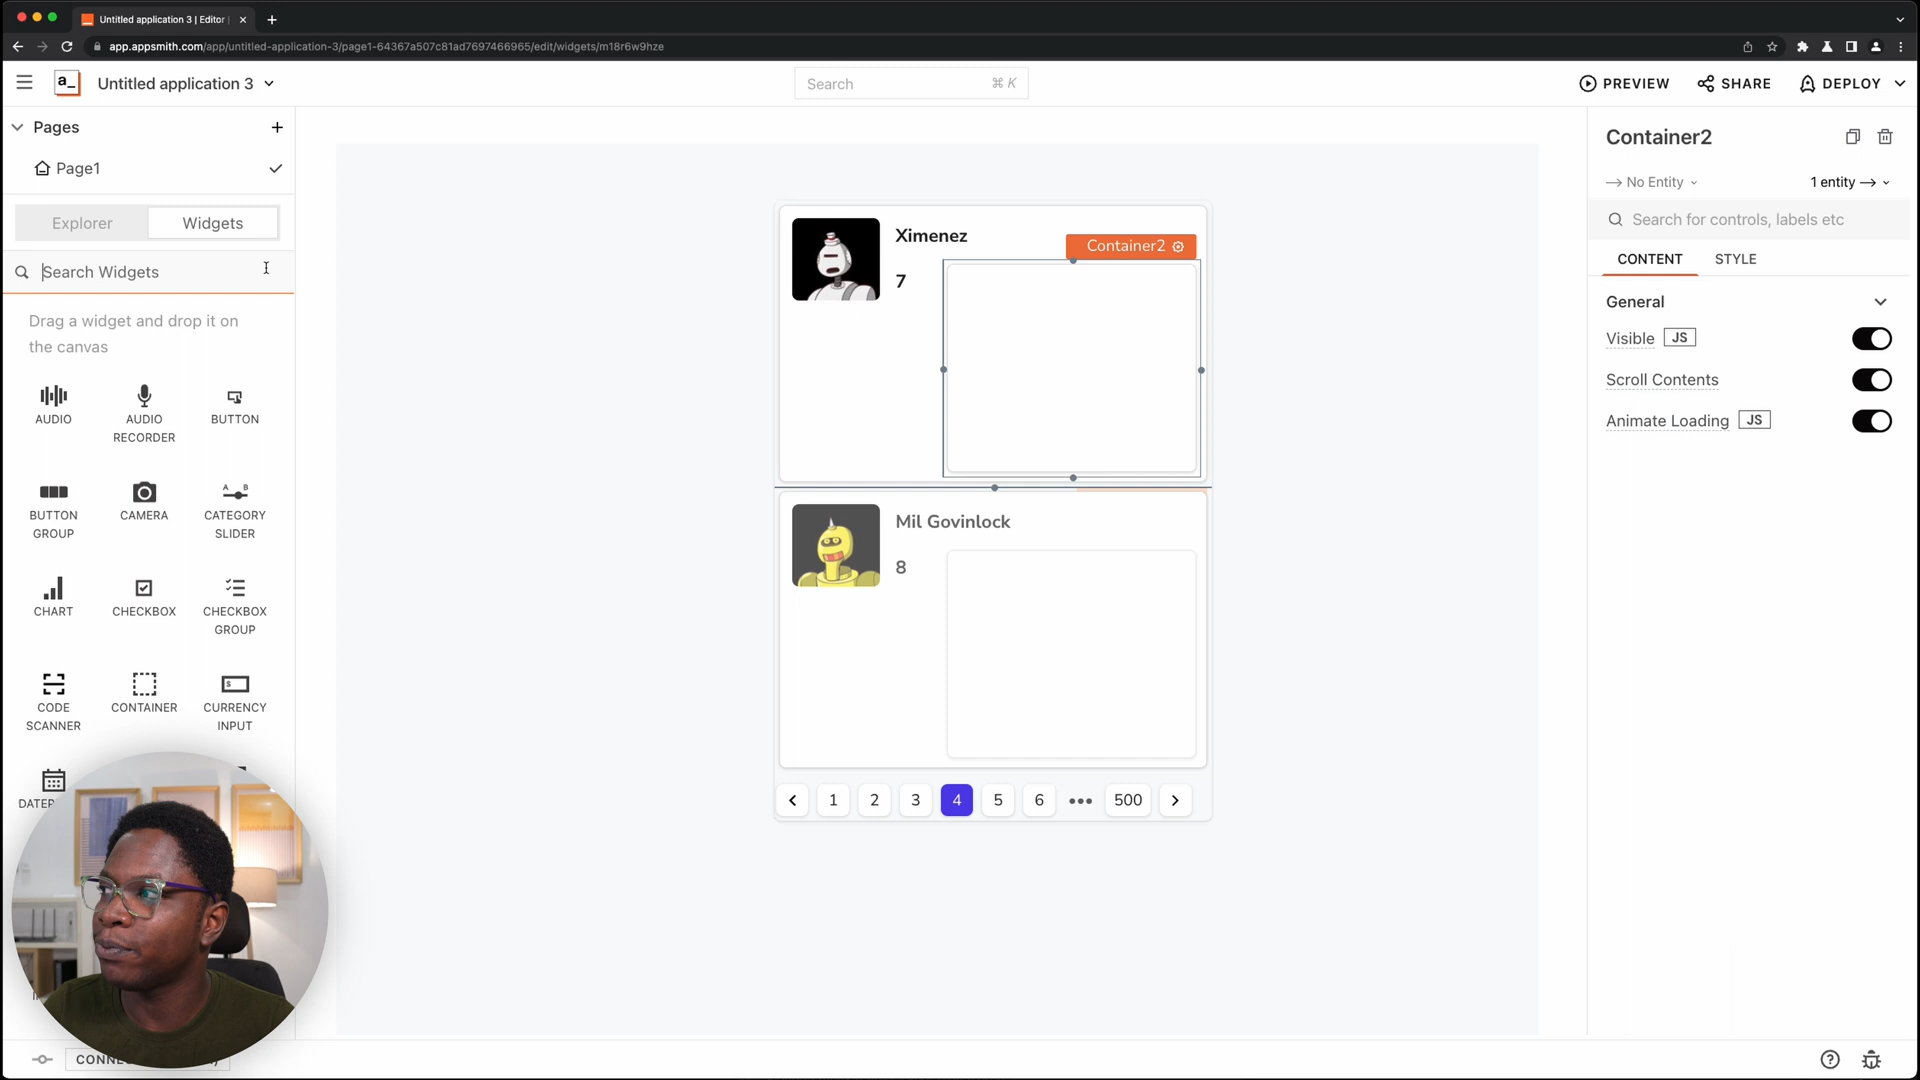 Untitled application 3 | Editor |
app.appsmith.com/app/untitled-application-3/page1-64367a507c81ad7697466965/edit/widgets/m18r6w9hze
a_
Untitled application 3
Search ⌘ K
PREVIEW
SHARE
DEPLOY
Pages
Page1
Explorer
Widgets
Search Widgets
Drag a widget and drop it on
the canvas
AUDIO
AUDIO
RECORDER
BUTTON
BUTTON
GROUP
CAMERA
CATEGORY
SLIDER
CHART
CHECKBOX
CHECKBOX
GROUP
CODE
SCANNER
CONTAINER
CURRENCY
INPUT
Ximenez
7
Container2
Mil Govinlock
8
1 2 3 4 5 6 ••• 500
Container2
No Entity
1 entity
Search for controls, labels etc
CONTENT
STYLE
General
Visible JS
Scroll Contents
Animate Loading JS